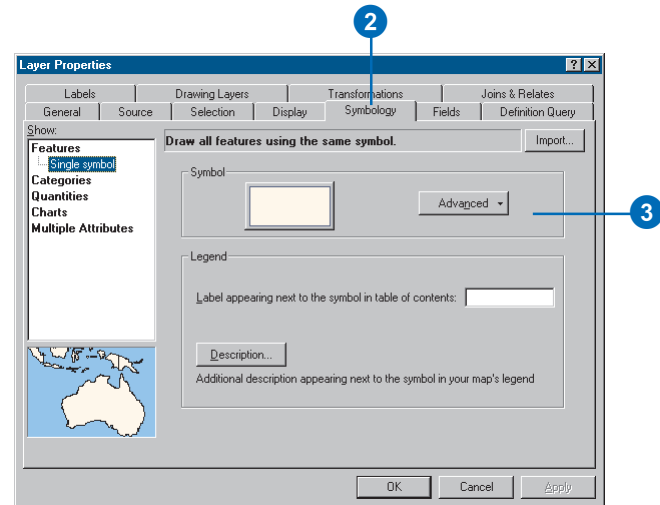 2
Layer Properties
Labels Drawing Layers Transformations Joins & Relates
General Source Selection Display Symbology Fields Definition Query
Show:
Features
Single symbol
Categories
Quantities
Charts
Multiple Attributes
Draw all features using the same symbol.
Import...
Symbol
Advanced
3
Legend
Label appearing next to the symbol in table of contents:
Description...
Additional description appearing next to the symbol in your map's legend
OK Cancel Apply